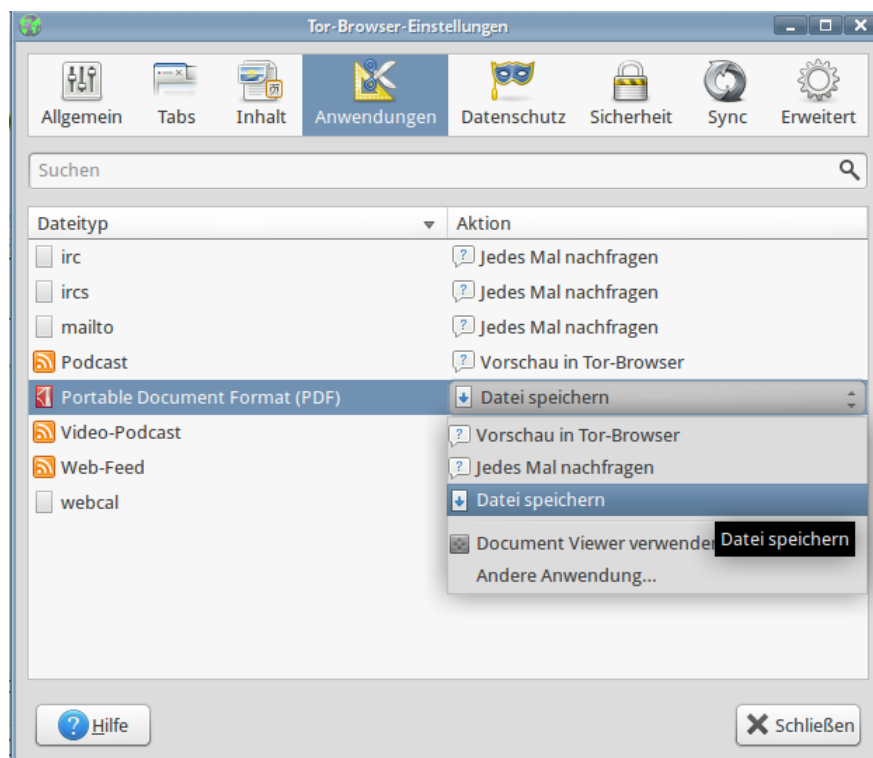 Tor-Browser-Einstellungen
Allgemein Tabs Inhalt Anwendungen Datenschutz Sicherheit Sync Erweitert
Suchen
Dateityp Aktion
irc ? Jedes Mal nachfragen
ircs ? Jedes Mal nachfragen
mailto ? Jedes Mal nachfragen
Podcast ? Vorschau in Tor-Browser
Portable Document Format (PDF) Datei speichern
Video-Podcast ? Vorschau in Tor-Browser
Web-Feed ? Jedes Mal nachfragen
webcal Datei speichern
Document Viewer verwenden Datei speichern
Andere Anwendung...
? Hilfe Schließen